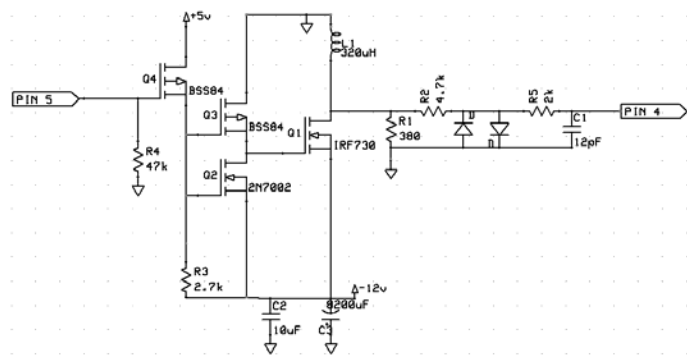 +5v
L1
320uH
Q4
BSS84
Q3
BSS84
PIN 5
R4
47k
Q1
IRF730
Q2
2N7002
R2
4.7k
R5
2k
PIN 4
R1
380
D
D
C1
12pF
R3
2.7k
-12v
C2
10uF
8200uF
C3